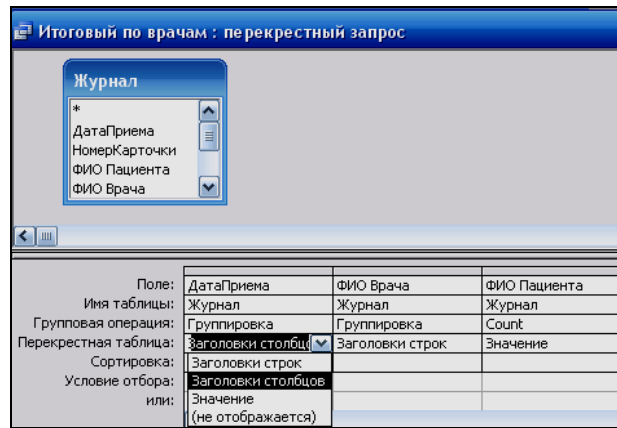 Итоговый по врачам : перекрестный запрос
Журнал
*
ДатаПриема
НомерКарточки
ФИО Пациента
ФИО Врача
Поле: ДатаПриема ФИО Врача ФИО Пациента
Имя таблицы: Журнал Журнал Журнал
Групповая операция: Группировка Группировка Count
Перекрестная таблица: Заголовки столбцо Заголовки строк Значение
Сортировка: Заголовки строк
Условие отбора: Заголовки столбцов
или: Значение
(не отображается)